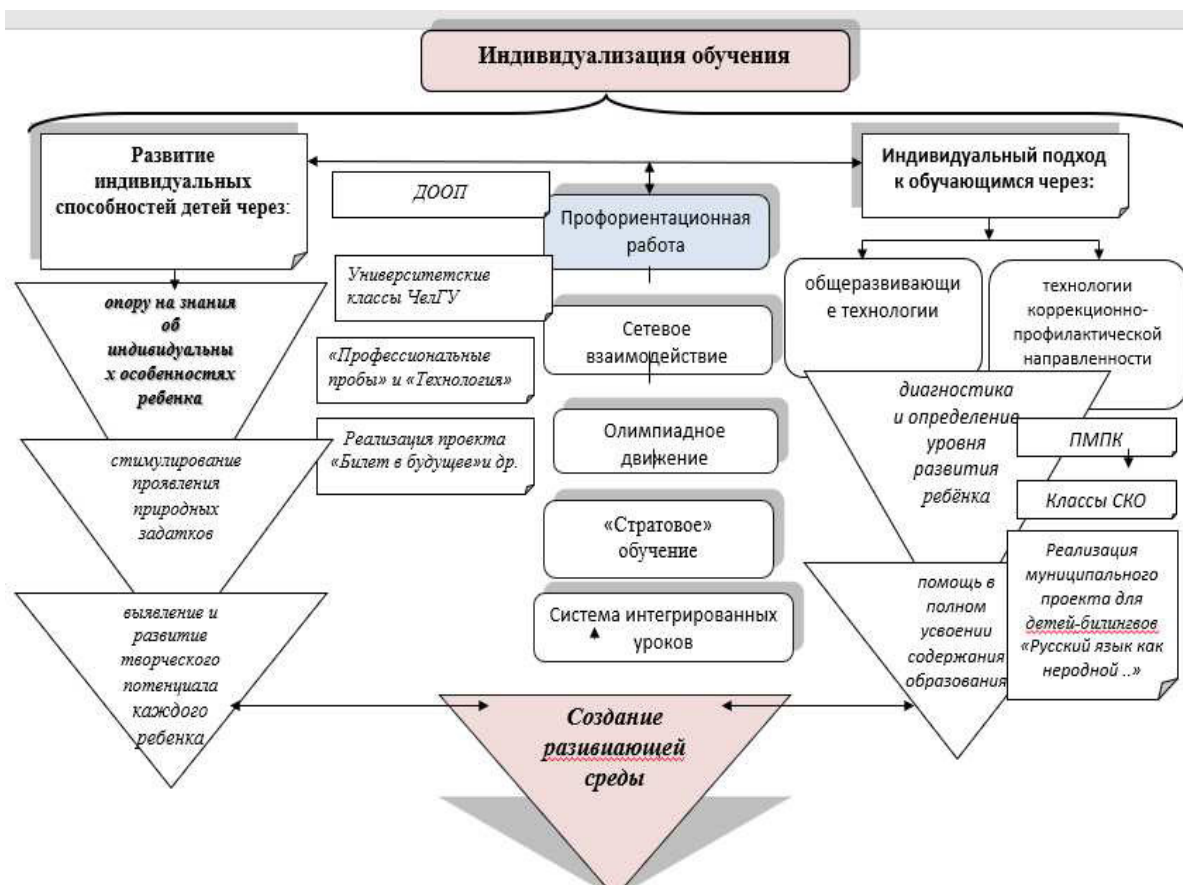 Индивидуализация обучения
Развитие
индивидуальных
способностей детей через:
опору на знания
об
индивидуальны
х особенностях
ребенка
стимулирование
проявления
природных
задатков
выявление и
развитие
творческого
потенциала
каждого
ребенка
ДООП
Университетские
классы ЧелГУ
«Профессиональные
пробы» и «Технология»
Реализация проекта
«Билет в будущее»и др.
Профориентационная
работа
Сетевое
взаимодействие
Олимпиадное
движение
«Стратовое»
обучение
Система интегрированных
уроков
Создание
развиающей
среды
Индивидуальный подход
к обучающимся через:
общеразвивающи
е технологии
технологии
коррекционно-
профилактической
направленности
диагностика
и определение
уровня
развития
ребёнка
помощь в
полном
усвоении
содержания
образования
ПМПК
Классы СКО
Реализация
муниципального
проекта для
детей-билингвов
«Русский язык как
неродной ..»